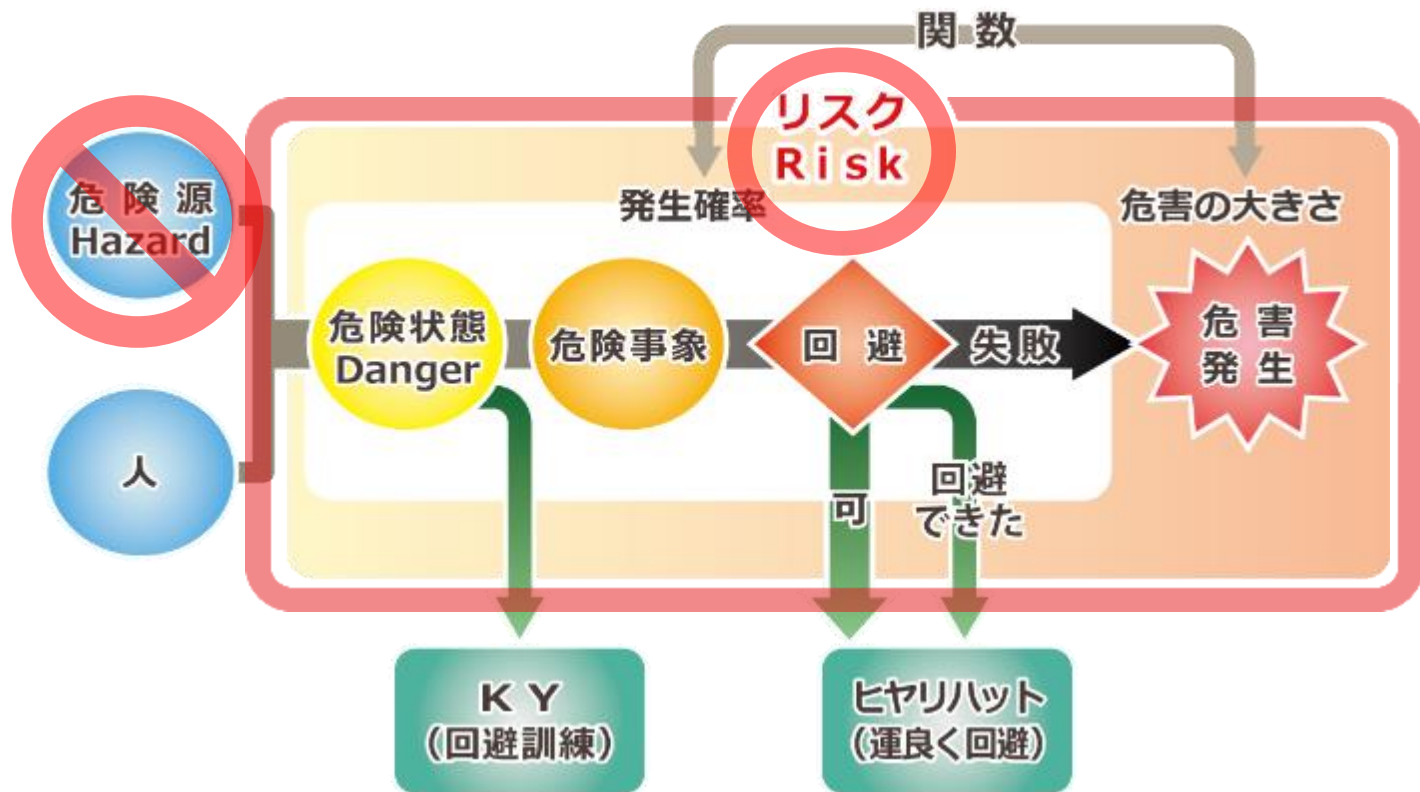 関数
リスク
Risk
危険源
Hazard
発生確率
危害の大きさ
危険状態
Danger
危険事象
回避
失敗
危害
発生
人
可
回避
できた
KY
(回避訓練)
ヒヤリハット
(運良く回避)